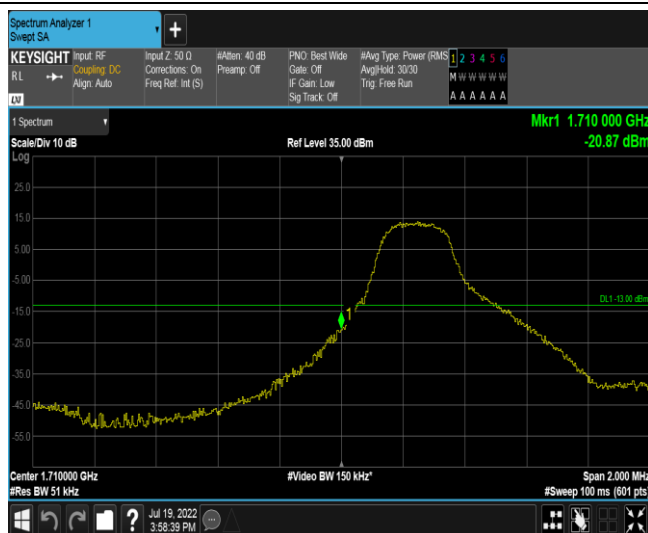 Spectrum Analyzer 1
Swept SA
+
KEYSIGHT
RL
Input: RF
Coupling: DC
Align: Auto
Input Z: 50 Ω
Corrections: On
Freq Ref: Int (S)
#Atten: 40 dB
Preamp: Off
PNO: Best Wide
Gate: Off
IF Gain: Low
Sig Track: Off
#Avg Type: Power (RMS
Avg|Hold: 30/30
Trig: Free Run
1 2 3 4 5 6
M W W W W W
A A A A A A
LXI
1 Spectrum
Mkr1 1.710 000 GHz
Scale/Div 10 dB
Ref Level 35.00 dBm
-20.87 dBm
Log
25.0
15.0
5.00
-5.00
DL1 -13.00 dBm
-15.0
1
-25.0
-35.0
-45.0
-55.0
Center 1.710000 GHz
#Video BW 150 kHz*
Span 2.000 MHz
#Res BW 51 kHz
#Sweep 100 ms (601 pts)
?
Jul 19, 2022
3:58:39 PM